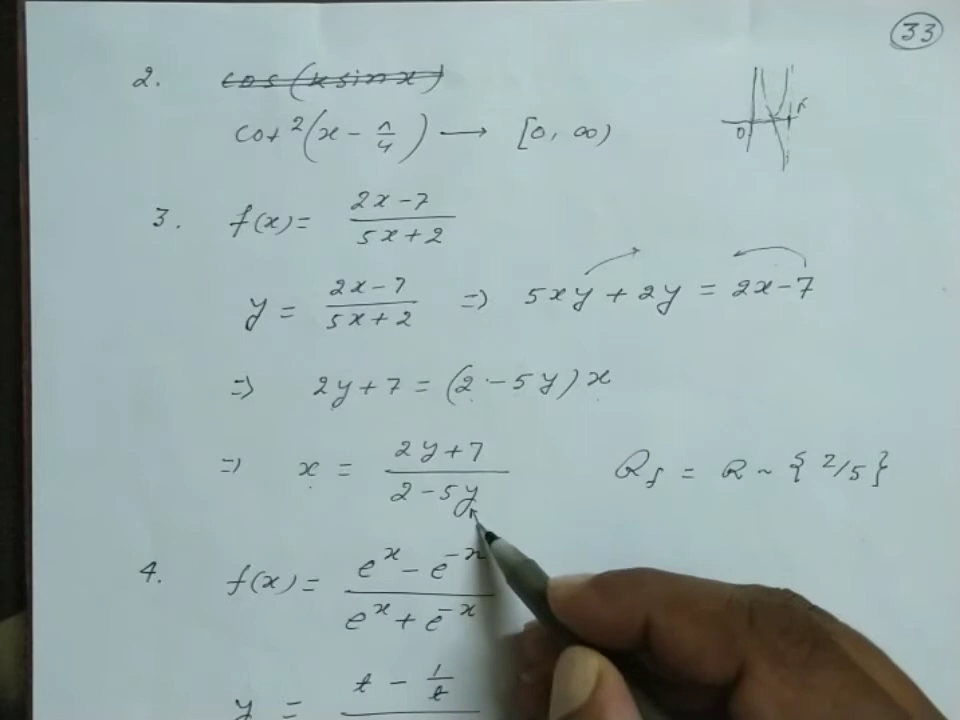 33
2. cos(x sin x)
cot²(x - π/4) → [0, ∞)
0 π
3. f(x) = (2x-7)/(5x+2)
y = (2x-7)/(5x+2) ⇒ 5xy + 2y = 2x-7
⇒ 2y+7 = (2-5y)x
⇒ x = (2y+7)/(2-5y) R_f = R ~ {2/5}
4. f(x) = (e^x - e^-x)/(e^x + e^-x)
y = t - 1/t